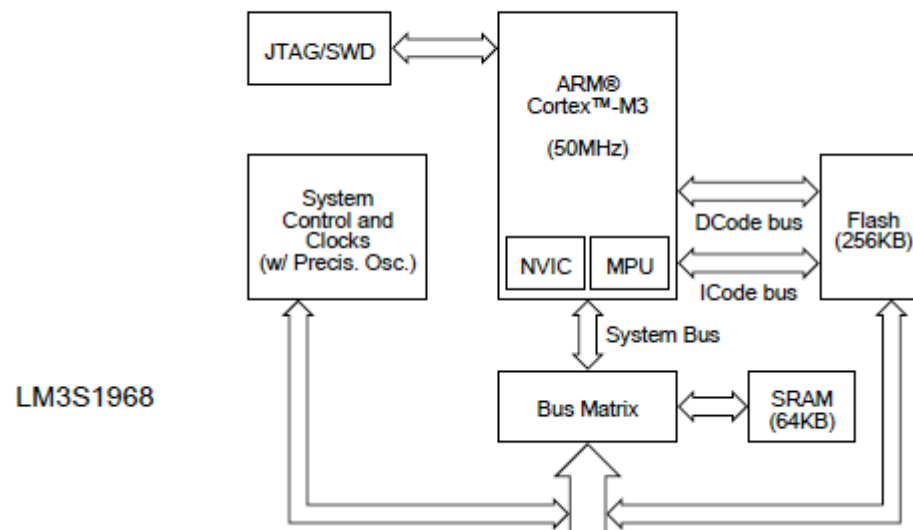 JTAG/SWD
ARM®
Cortex™-M3
(50MHz)
System
Control and
Clocks
(w/ Precis. Osc.)
DCode bus
Flash
(256KB)
NVIC
MPU
ICode bus
System Bus
LM3S1968
Bus Matrix
SRAM
(64KB)